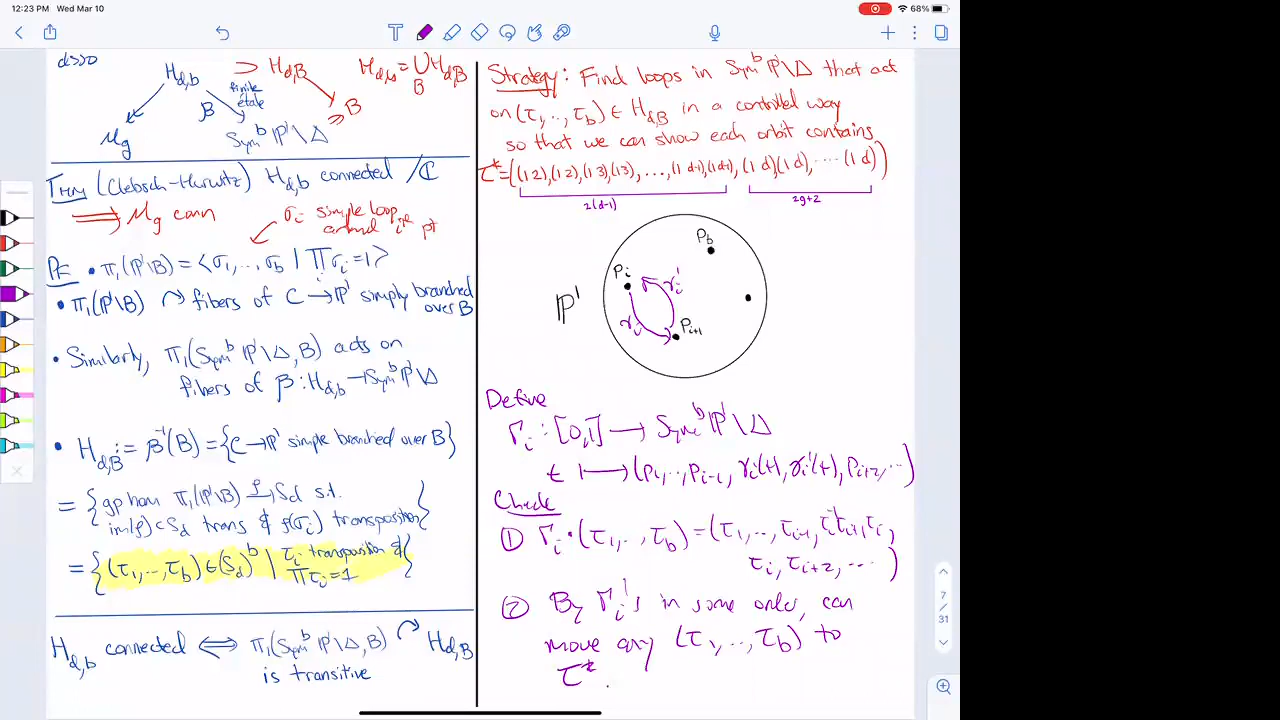 12:23 PM Wed Mar 10
68%
d>>0
H_{d,b} ⊃ H_{d,B} H_{d,b} = ∪_B H_{d,B}
finite
étale
β
B
M_g
Sym^b P^1 \ Δ
Thm (Clebsch-Hurwitz) H_{d,b} connected /ℂ
⟹ M_g conn
σ_i simple loop
around i^{th} pt
Pf • π_1(P^1\B) = <σ_1, ..., σ_b | ∏_i σ_i = 1>
• π_1(P^1\B) ↷ fibers of C → P^1 simply branched
over B
• Similarly, π_1(Sym^b P^1\Δ, B) acts on
fibers of β: H_{d,b} → Sym^b P^1\Δ
• H_{d,B} := β^{-1}(B) = {C → P^1 simple branched over B}
= {gp hom π_1(P^1\B) →^ρ S_d s.t.
im(ρ) ⊂ S_d trans & ρ(σ_i) transposition}
= {(τ_1, ..., τ_b) ∈ (S_d)^b | τ_i transposition &
∏τ_i = 1}
H_{d,b} connected ⟺ π_1(Sym^b P^1\Δ, B) ↷ H_{d,B}
is transitive
Strategy: Find loops in Sym^b P^1\Δ that act
on (τ_1, ..., τ_b) ∈ H_{d,B} in a controlled way
so that we can show each orbit contains
τ* = ((1 2),(1 2),(1 3),(1 3), ..., (1 d-1),(1 d-1),(1 d)(1 d), ... (1 d))
2(d-1)
2g+2
P_b
P_i
γ_i'
P^1
γ_i
P_{i+1}
Define
Γ_i : [0,1] → Sym^b P^1\Δ
t ⟼ (P_1, .., P_{i-1}, γ_i(t), γ_i'(t), P_{i+2}, ...)
Check
① Γ_i · (τ_1, ..., τ_b) = (τ_1, ..., τ_{i+1}, τ_i^{-1}τ_{i+1}τ_i,
τ_i, τ_{i+2}, ...)
② By Γ_i's in some order, can
move any (τ_1, ..., τ_b) to
τ*.
7
/
31